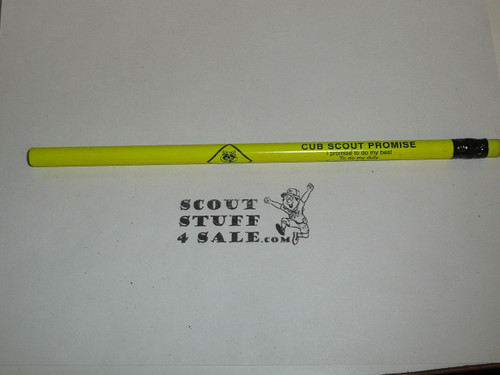 CUB SCOUT PROMISE
I promise to do my best
To do my duty
SCOUT
STUFF
4 SALE.com